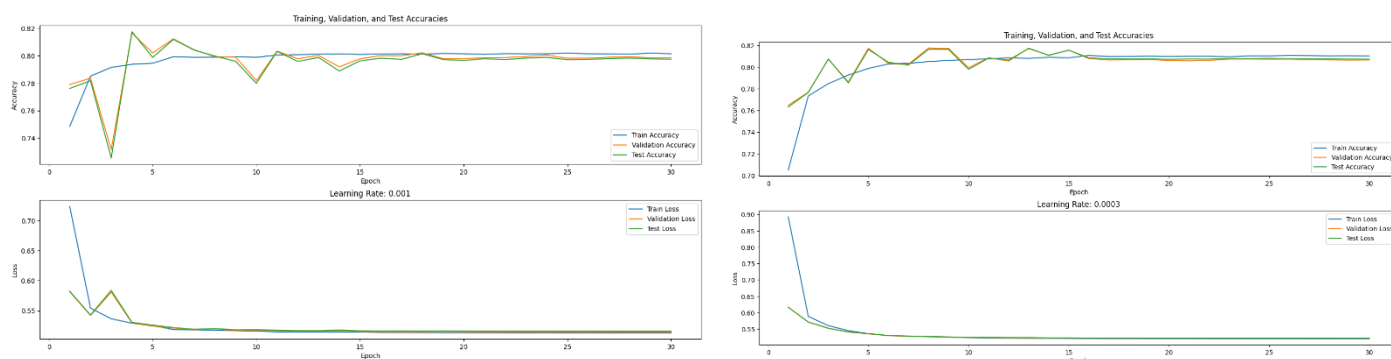 Training, Validation, and Test Accuracies
0.82
0.80
0.78
0.76
0.74
Accuracy
Train Accuracy
Validation Accuracy
Test Accuracy
0 5 10 15 20 25 30
Epoch
Learning Rate: 0.001
0.70
0.65
0.60
0.55
Loss
Train Loss
Validation Loss
Test Loss
0 5 10 15 20 25 30
Epoch
Training, Validation, and Test Accuracies
0.82
0.80
0.78
0.76
0.74
0.72
0.70
Accuracy
Train Accuracy
Validation Accuracy
Test Accuracy
0 5 10 15 20 25 30
Epoch
Learning Rate: 0.0003
0.90
0.85
0.80
0.75
0.70
0.65
0.60
0.55
Loss
Train Loss
Validation Loss
Test Loss
0 5 10 15 20 25 30